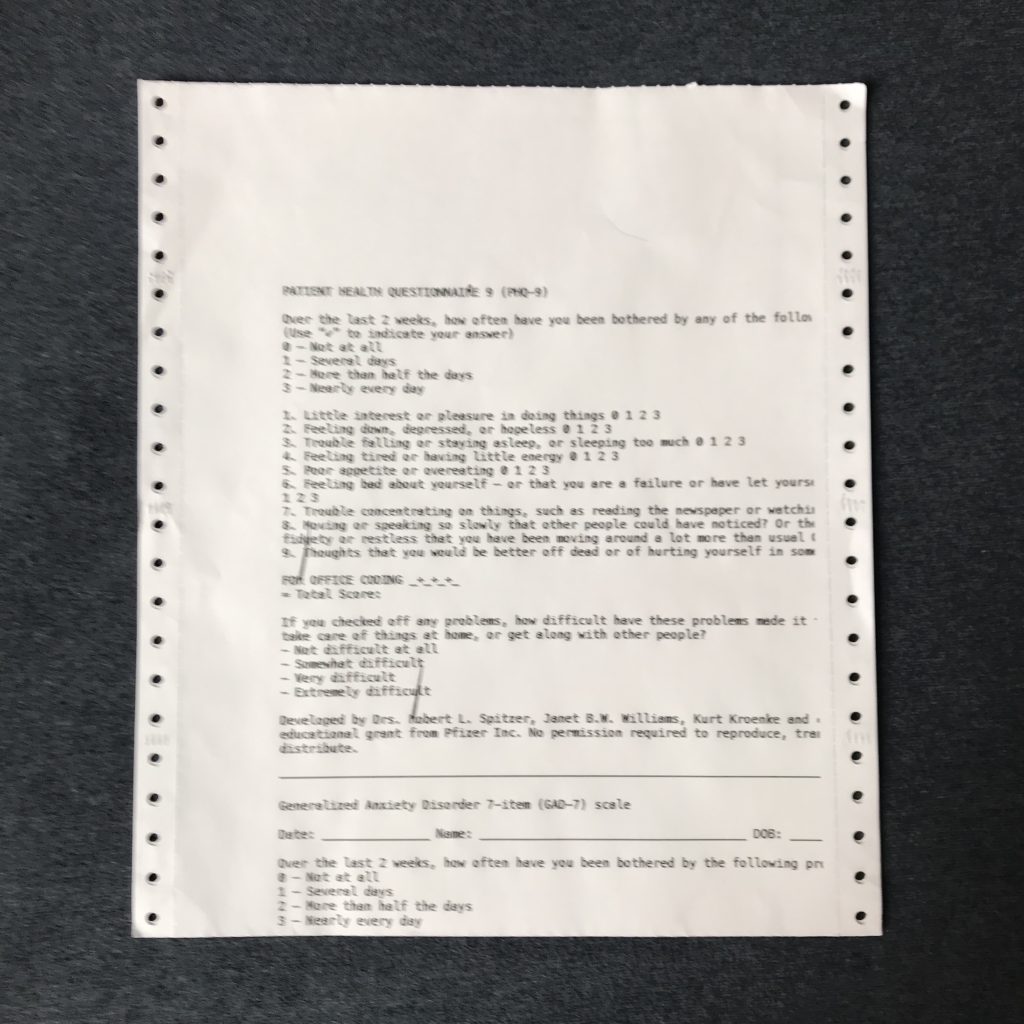 PATIENT HEALTH QUESTIONNAIRE 9 (PHQ-9)
Over the last 2 weeks, how often have you been bothered by any of the follow
(Use "✔" to indicate your answer)
0 — Not at all
1 — Several days
2 — More than half the days
3 — Nearly every day
1. Little interest or pleasure in doing things 0 1 2 3
2. Feeling down, depressed, or hopeless 0 1 2 3
3. Trouble falling or staying asleep, or sleeping too much 0 1 2 3
4. Feeling tired or having little energy 0 1 2 3
5. Poor appetite or overeating 0 1 2 3
6. Feeling bad about yourself — or that you are a failure or have let yourse
1 2 3
7. Trouble concentrating on things, such as reading the newspaper or watchin
8. Moving or speaking so slowly that other people could have noticed? Or the
fidgety or restless that you have been moving around a lot more than usual 0
9. Thoughts that you would be better off dead or of hurting yourself in some
FOR OFFICE CODING _+_+_+_
= Total Score:
If you checked off any problems, how difficult have these problems made it
take care of things at home, or get along with other people?
— Not difficult at all
— Somewhat difficult
— Very difficult
— Extremely difficult
Developed by Drs. Robert L. Spitzer, Janet B.W. Williams, Kurt Kroenke and
educational grant from Pfizer Inc. No permission required to reproduce, tran
distribute.
Generalized Anxiety Disorder 7-item (GAD-7) scale
Date: ____________ Name: ______________________________ DOB: ____
Over the last 2 weeks, how often have you been bothered by the following pro
0 — Not at all
1 — Several days
2 — More than half the days
3 — Nearly every day